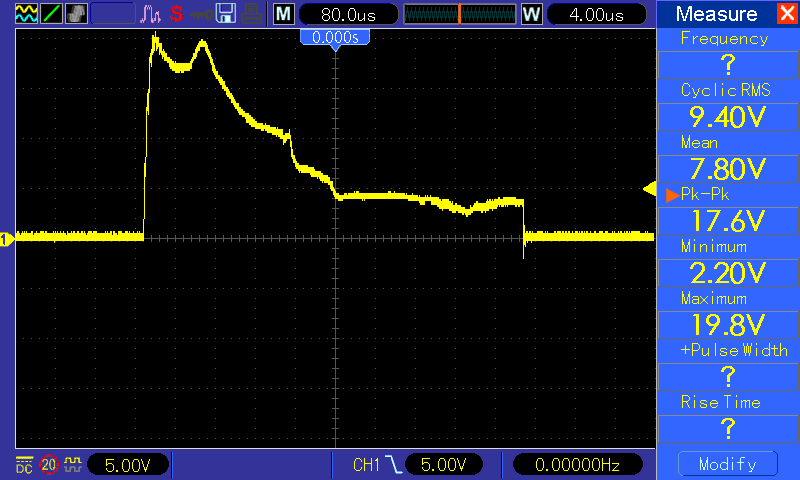 S M 80.0us W 4.00us Measure X
0.000s
Frequency
?
Cyclic RMS
9.40V
Mean
7.80V
Pk-Pk
17.6V
Minimum
2.20V
Maximum
19.8V
+Pulse Width
?
Rise Time
?
1
DC 20 5.00V CH1 5.00V 0.00000Hz Modify